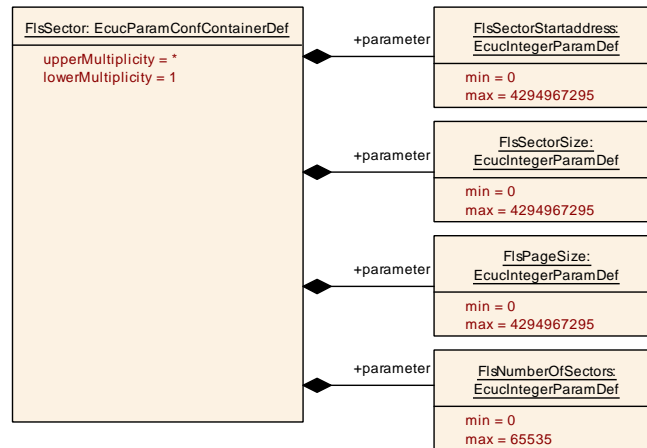 FlsSector: EcucParamConfContainerDef
upperMultiplicity = *
lowerMultiplicity = 1
+parameter
FlsSectorStartaddress:
EcucIntegerParamDef
min = 0
max = 4294967295
+parameter
FlsSectorSize:
EcucIntegerParamDef
min = 0
max = 4294967295
+parameter
FlsPageSize:
EcucIntegerParamDef
min = 0
max = 4294967295
+parameter
FlsNumberOfSectors:
EcucIntegerParamDef
min = 0
max = 65535